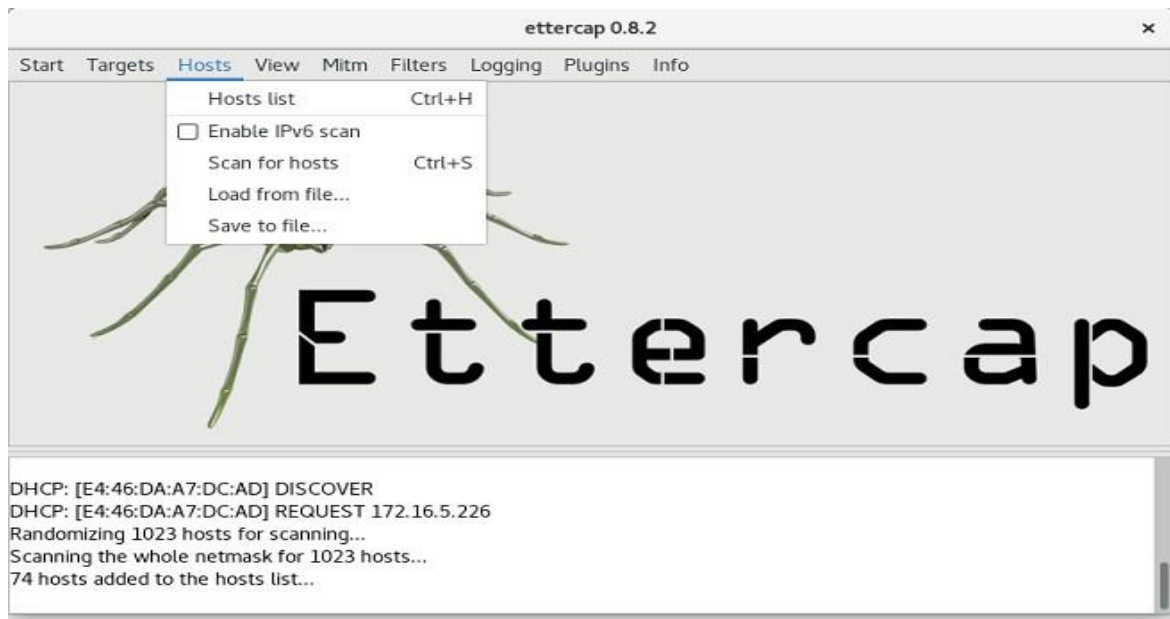 ettercap 0.8.2 ×
Start Targets Hosts View Mitm Filters Logging Plugins Info
Hosts list Ctrl+H
Enable IPv6 scan
Scan for hosts Ctrl+S
Load from file...
Save to file...
Ettercap
DHCP: [E4:46:DA:A7:DC:AD] DISCOVER
DHCP: [E4:46:DA:A7:DC:AD] REQUEST 172.16.5.226
Randomizing 1023 hosts for scanning...
Scanning the whole netmask for 1023 hosts...
74 hosts added to the hosts list...